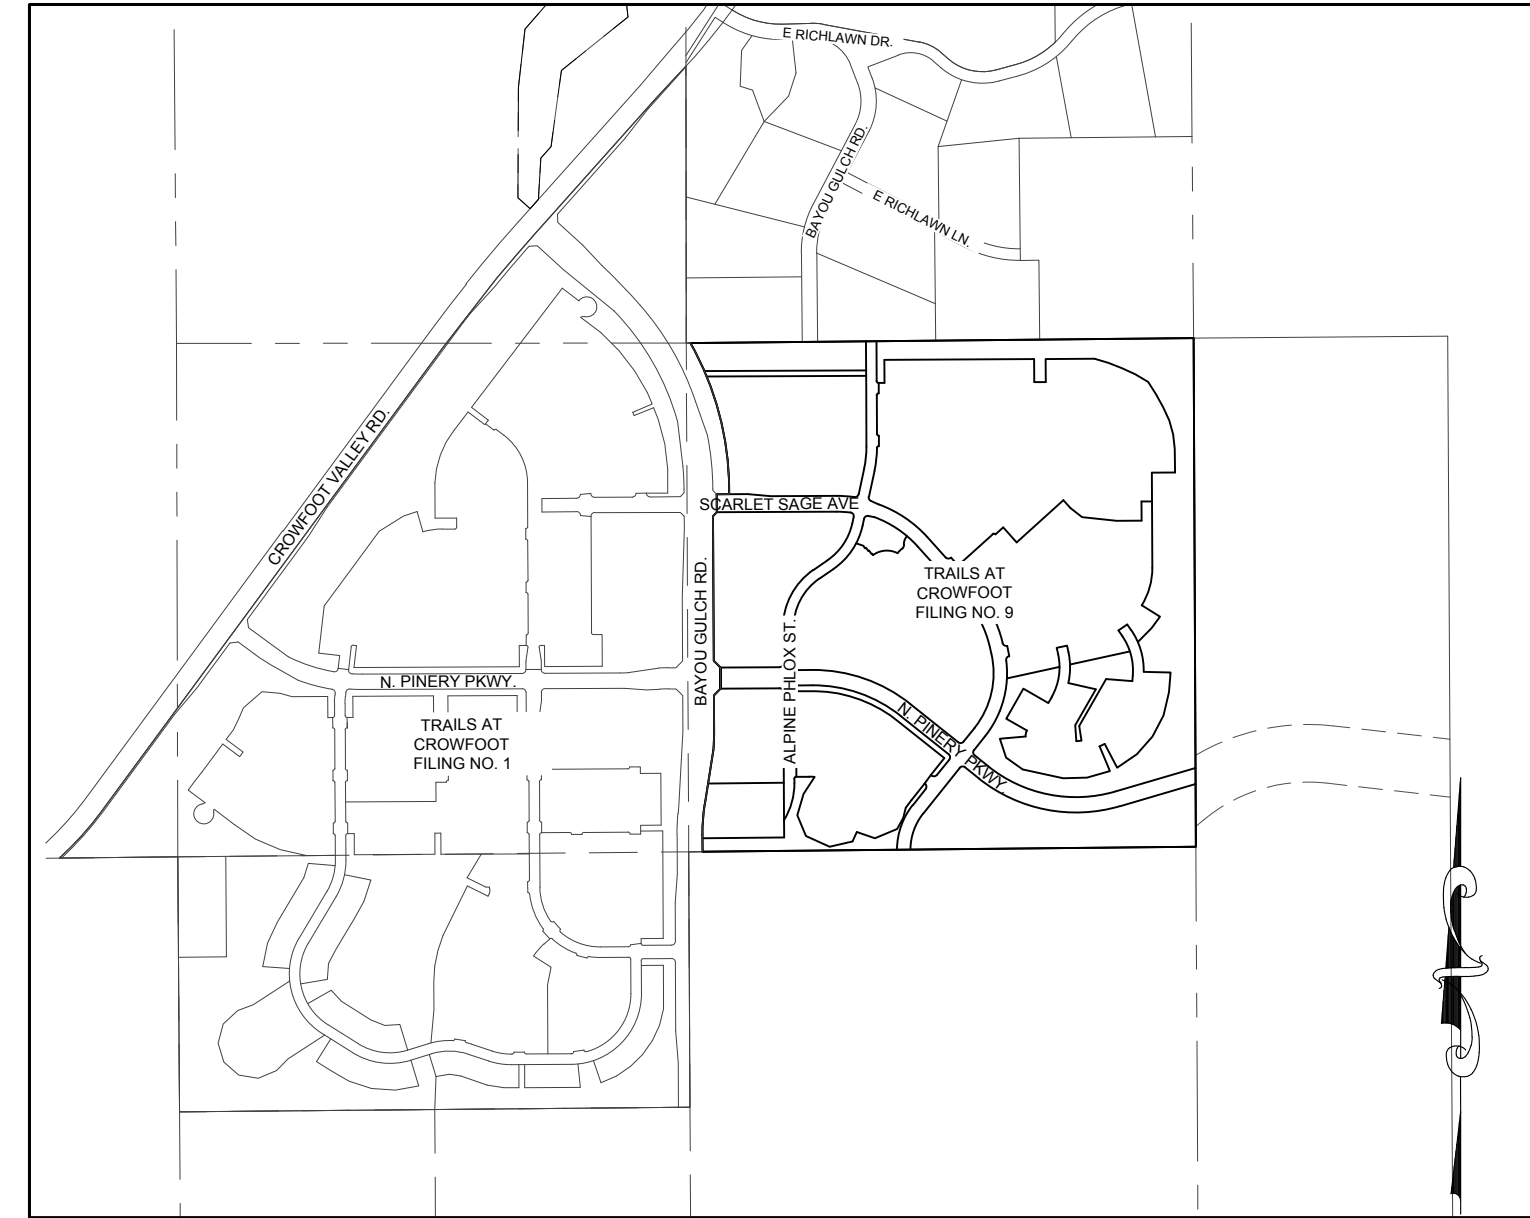 E RICHLAWN DR.
BAYOU GULCH RD.
E RICHLAWN LN.
CROWFOOT VALLEY RD.
SCARLET SAGE AVE
TRAILS AT
CROWFOOT
FILING NO. 9
BAYOU GULCH RD.
ALPINE PHLOX ST.
N. PINERY PKWY.
N. PINERY PKWY.
TRAILS AT
CROWFOOT
FILING NO. 1